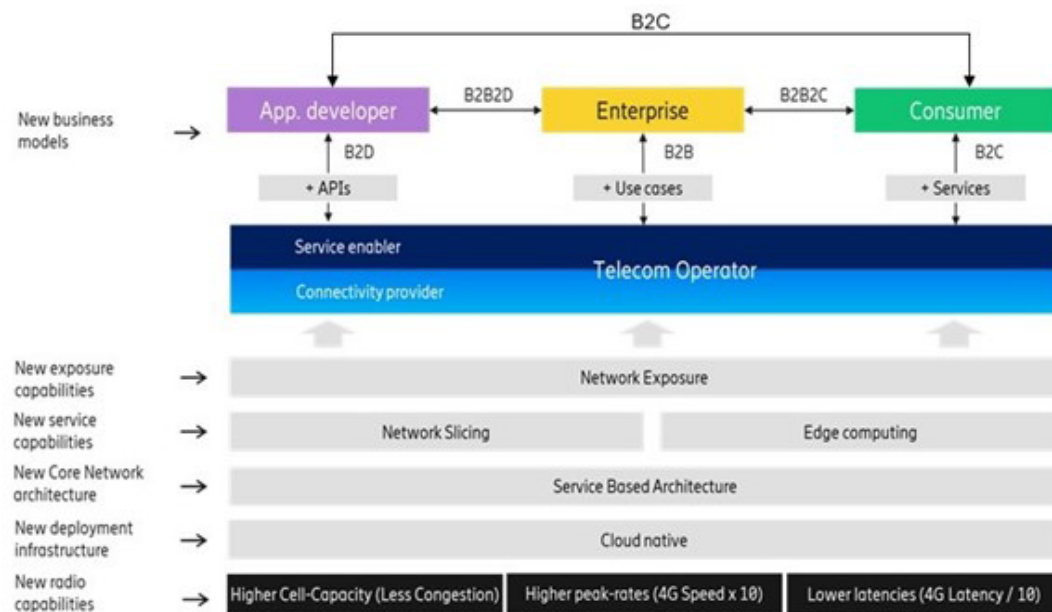 B2C
New business
models
App. developer
B2B2D
Enterprise
B2B2C
Consumer
B2D
B2B
B2C
+ APIs
+ Use cases
+ Services
Service enabler
Telecom Operator
Connectivity provider
New exposure
capabilities
Network Exposure
New service
capabilities
Network Slicing
Edge computing
New Core Network
architecture
Service Based Architecture
New deployment
infrastructure
Cloud native
New radio
capabilities
Higher Cell-Capacity (Less Congestion)
Higher peak-rates (4G Speed x 10)
Lower latencies (4G Latency / 10)